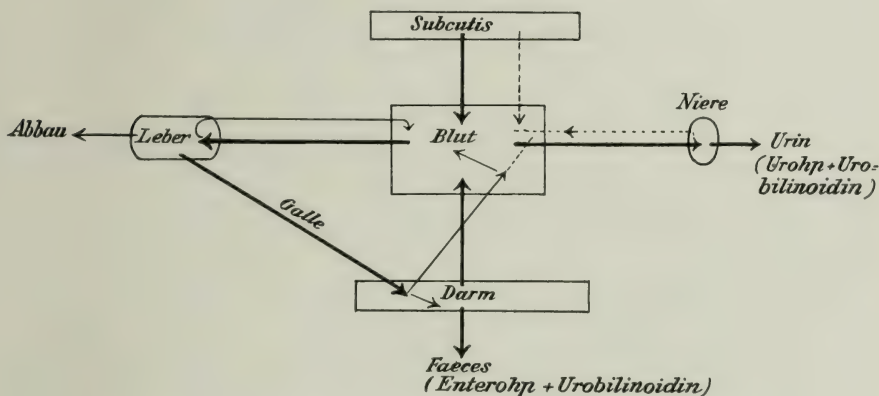 Subcutis
Niere
Abbau
Leber
Blut
Urin
(Urohp+Uro=
bilinoidin)
Galle
Darm
Faeces
(Enterohp + Urobilinoidin)